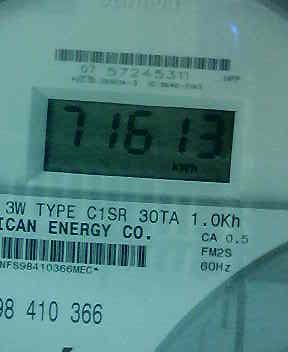 07 57245311
71613
kWh
3W TYPE C1SR 30TA 1.0Kh
ICAN ENERGY CO.
CA 0.5
FM2S
60Hz
NFS98410366MEC*
98 410 366